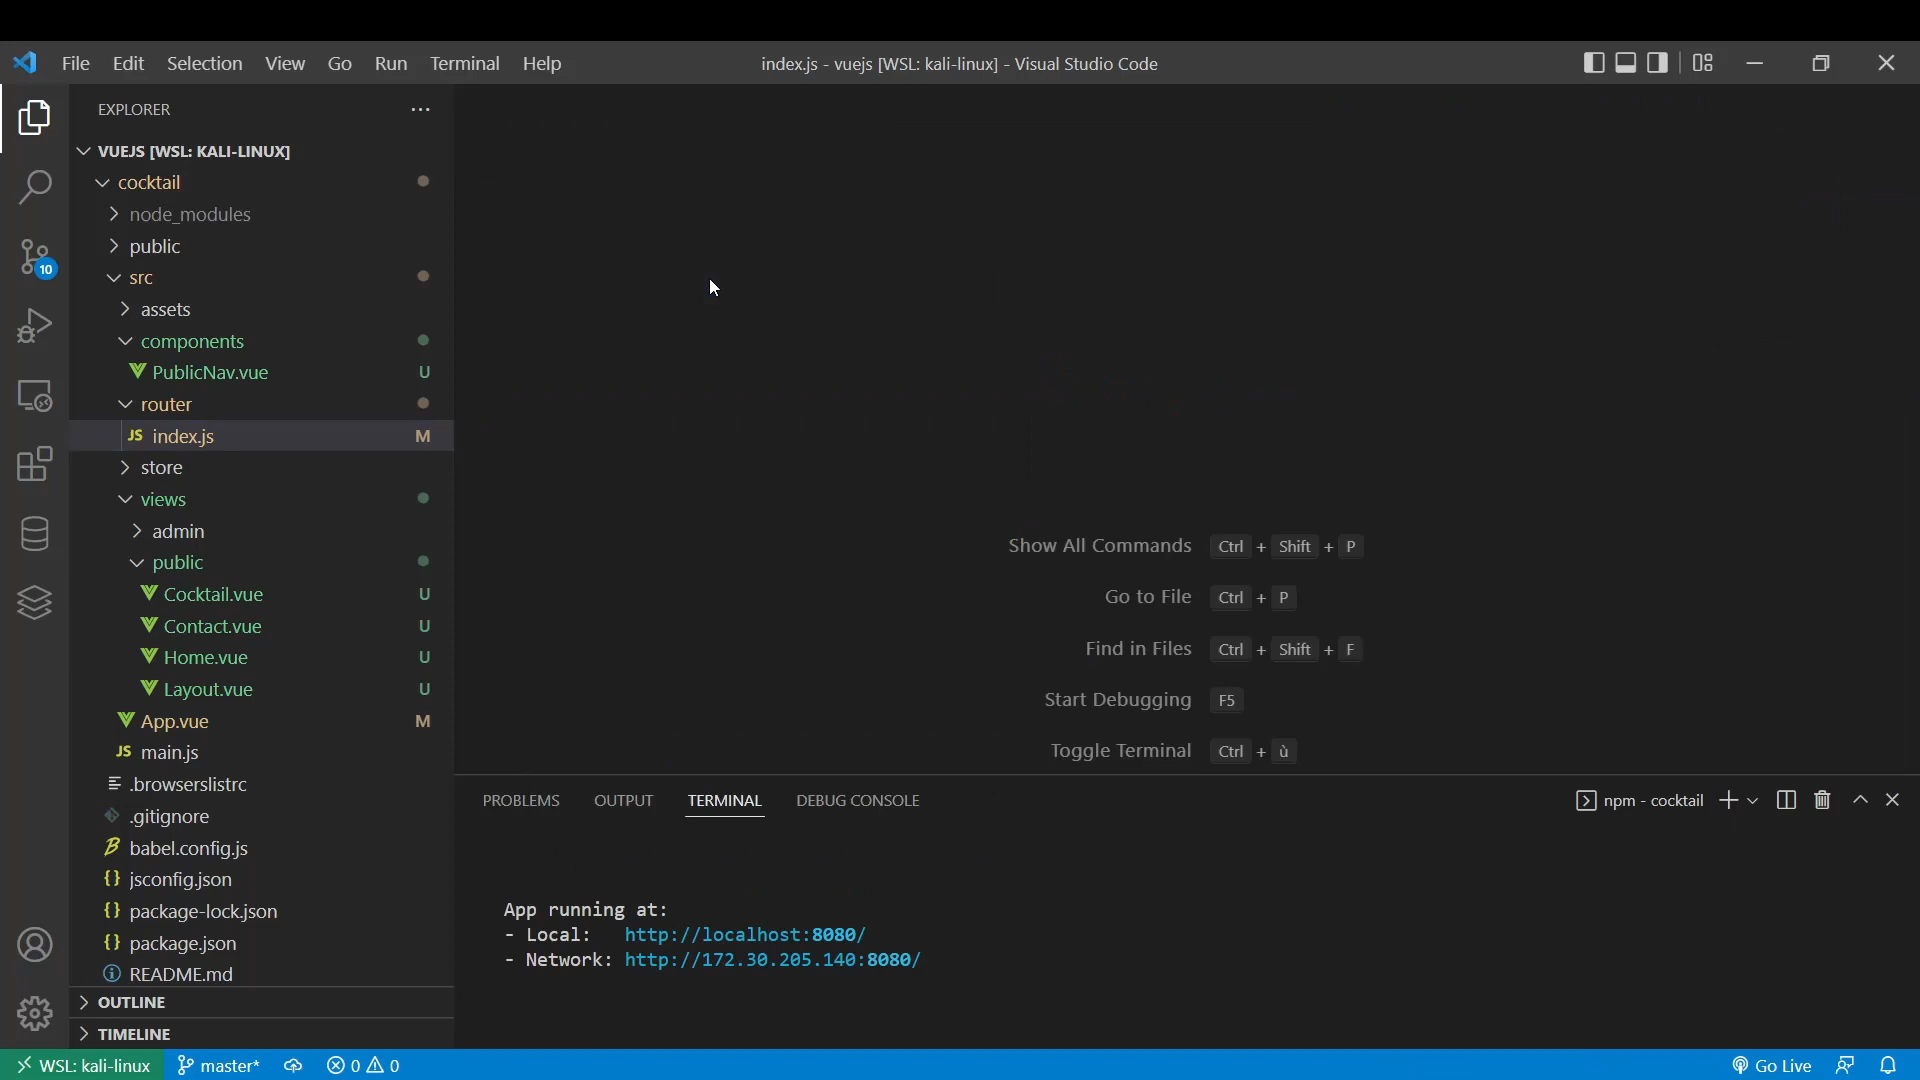 File Edit Selection View Go Run Terminal Help
index.js - vuejs [WSL: kali-linux] - Visual Studio Code
EXPLORER
VUEJS [WSL: KALI-LINUX]
cocktail
node_modules
public
src
assets
components
PublicNav.vue U
router
JS index.js M
store
views
admin
public
Cocktail.vue U
Contact.vue U
Home.vue U
Layout.vue U
App.vue M
JS main.js
.browserslistrc
.gitignore
babel.config.js
{} jsconfig.json
{} package-lock.json
{} package.json
README.md
OUTLINE
TIMELINE
10
Show All Commands Ctrl + Shift + P
Go to File Ctrl + P
Find in Files Ctrl + Shift + F
Start Debugging F5
Toggle Terminal Ctrl + ù
PROBLEMS OUTPUT TERMINAL DEBUG CONSOLE
npm - cocktail
App running at:
- Local: http://localhost:8080/
- Network: http://172.30.205.140:8080/
WSL: kali-linux master* 0 0 Go Live